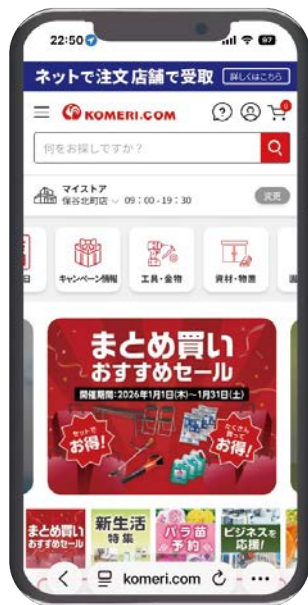 22:50
97
ネットで注文 店舗で受取 詳しくはこちら
KOMERI.COM
何をお探しですか?
マイストア
保谷北町店 09:00-19:30
変更
日
キャンペーン情報
工具・金物
資材・物置
まとめ買い
おすすめセール
開催期間:2026年1月1日(木)~1月31日(土)
セットで
お得!
たくさん
買って
お得!
まとめ買い
おすすめセール
新生活
特集
バラ苗
予約
ビジネスを
応援!
komeri.com